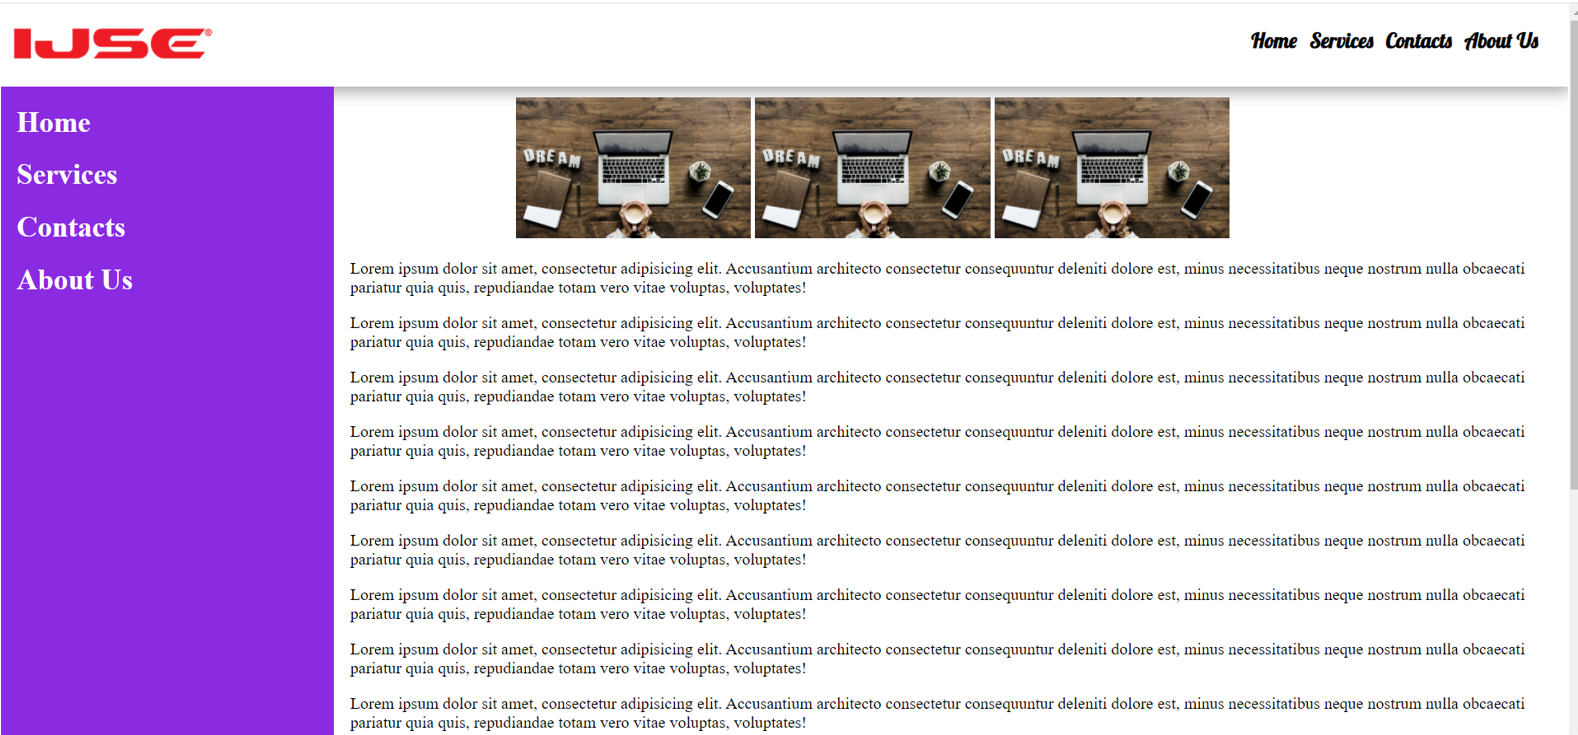 IJSE®
Home Services Contacts About Us
Home
Services
Contacts
About Us
DREAM DREAM DREAM
Lorem ipsum dolor sit amet, consectetur adipisicing elit. Accusantium architecto consectetur consequuntur deleniti dolore est, minus necessitatibus neque nostrum nulla obcaecati
pariatur quia quis, repudiandae totam vero vitae voluptas, voluptates!
Lorem ipsum dolor sit amet, consectetur adipisicing elit. Accusantium architecto consectetur consequuntur deleniti dolore est, minus necessitatibus neque nostrum nulla obcaecati
pariatur quia quis, repudiandae totam vero vitae voluptas, voluptates!
Lorem ipsum dolor sit amet, consectetur adipisicing elit. Accusantium architecto consectetur consequuntur deleniti dolore est, minus necessitatibus neque nostrum nulla obcaecati
pariatur quia quis, repudiandae totam vero vitae voluptas, voluptates!
Lorem ipsum dolor sit amet, consectetur adipisicing elit. Accusantium architecto consectetur consequuntur deleniti dolore est, minus necessitatibus neque nostrum nulla obcaecati
pariatur quia quis, repudiandae totam vero vitae voluptas, voluptates!
Lorem ipsum dolor sit amet, consectetur adipisicing elit. Accusantium architecto consectetur consequuntur deleniti dolore est, minus necessitatibus neque nostrum nulla obcaecati
pariatur quia quis, repudiandae totam vero vitae voluptas, voluptates!
Lorem ipsum dolor sit amet, consectetur adipisicing elit. Accusantium architecto consectetur consequuntur deleniti dolore est, minus necessitatibus neque nostrum nulla obcaecati
pariatur quia quis, repudiandae totam vero vitae voluptas, voluptates!
Lorem ipsum dolor sit amet, consectetur adipisicing elit. Accusantium architecto consectetur consequuntur deleniti dolore est, minus necessitatibus neque nostrum nulla obcaecati
pariatur quia quis, repudiandae totam vero vitae voluptas, voluptates!
Lorem ipsum dolor sit amet, consectetur adipisicing elit. Accusantium architecto consectetur consequuntur deleniti dolore est, minus necessitatibus neque nostrum nulla obcaecati
pariatur quia quis, repudiandae totam vero vitae voluptas, voluptates!
Lorem ipsum dolor sit amet, consectetur adipisicing elit. Accusantium architecto consectetur consequuntur deleniti dolore est, minus necessitatibus neque nostrum nulla obcaecati
pariatur quia quis, repudiandae totam vero vitae voluptas, voluptates!